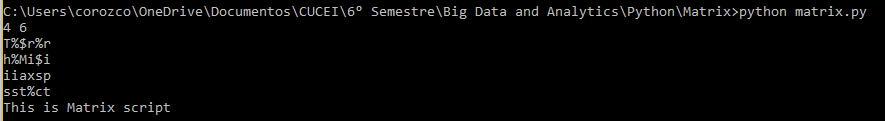 C:\Users\corozco\OneDrive\Documentos\CUCEI\6º Semestre\Big Data and Analytics\Python\Matrix>python matrix.py
4 6
T%$r%r
h%Mi$i
iiaxsp
sst%ct
This is Matrix script